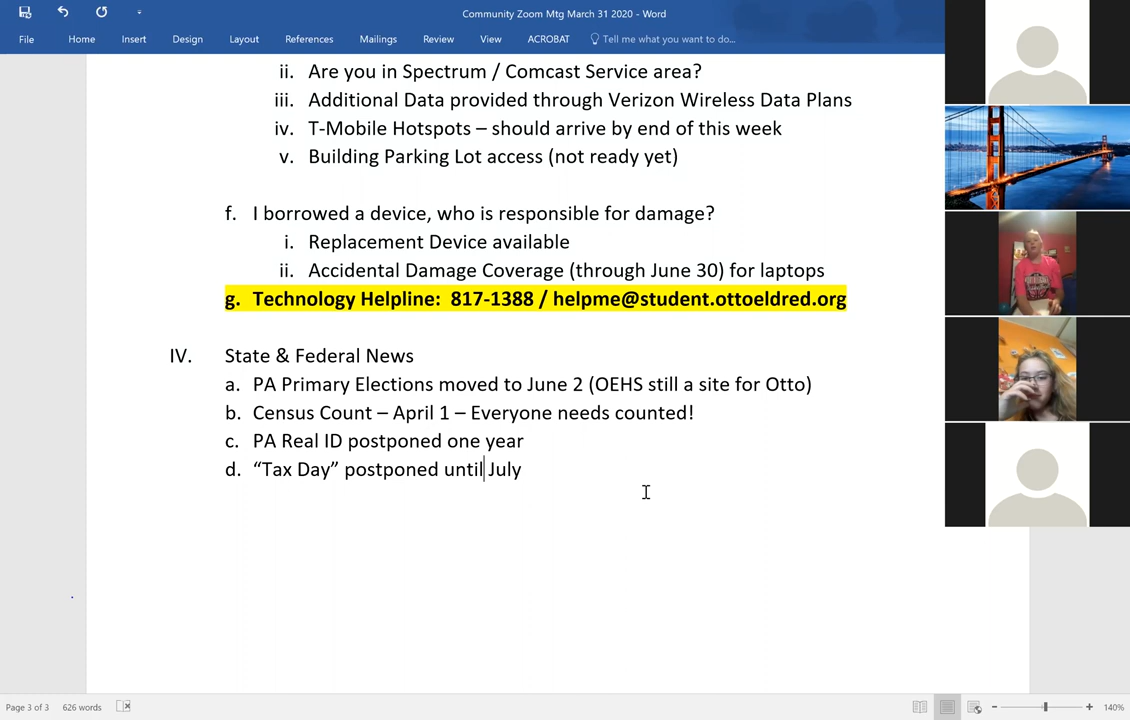 Community Zoom Mtg March 31 2020 - Word
File Home Insert Design Layout References Mailings Review View ACROBAT Tell me what you want to do...
ii. Are you in Spectrum / Comcast Service area?
iii. Additional Data provided through Verizon Wireless Data Plans
iv. T-Mobile Hotspots – should arrive by end of this week
v. Building Parking Lot access (not ready yet)
f. I borrowed a device, who is responsible for damage?
i. Replacement Device available
ii. Accidental Damage Coverage (through June 30) for laptops
g. Technology Helpline: 817-1388 / helpme@student.ottoeldred.org
IV. State & Federal News
a. PA Primary Elections moved to June 2 (OEHS still a site for Otto)
b. Census Count – April 1 – Everyone needs counted!
c. PA Real ID postponed one year
d. “Tax Day” postponed until July
Page 3 of 3 626 words 140%